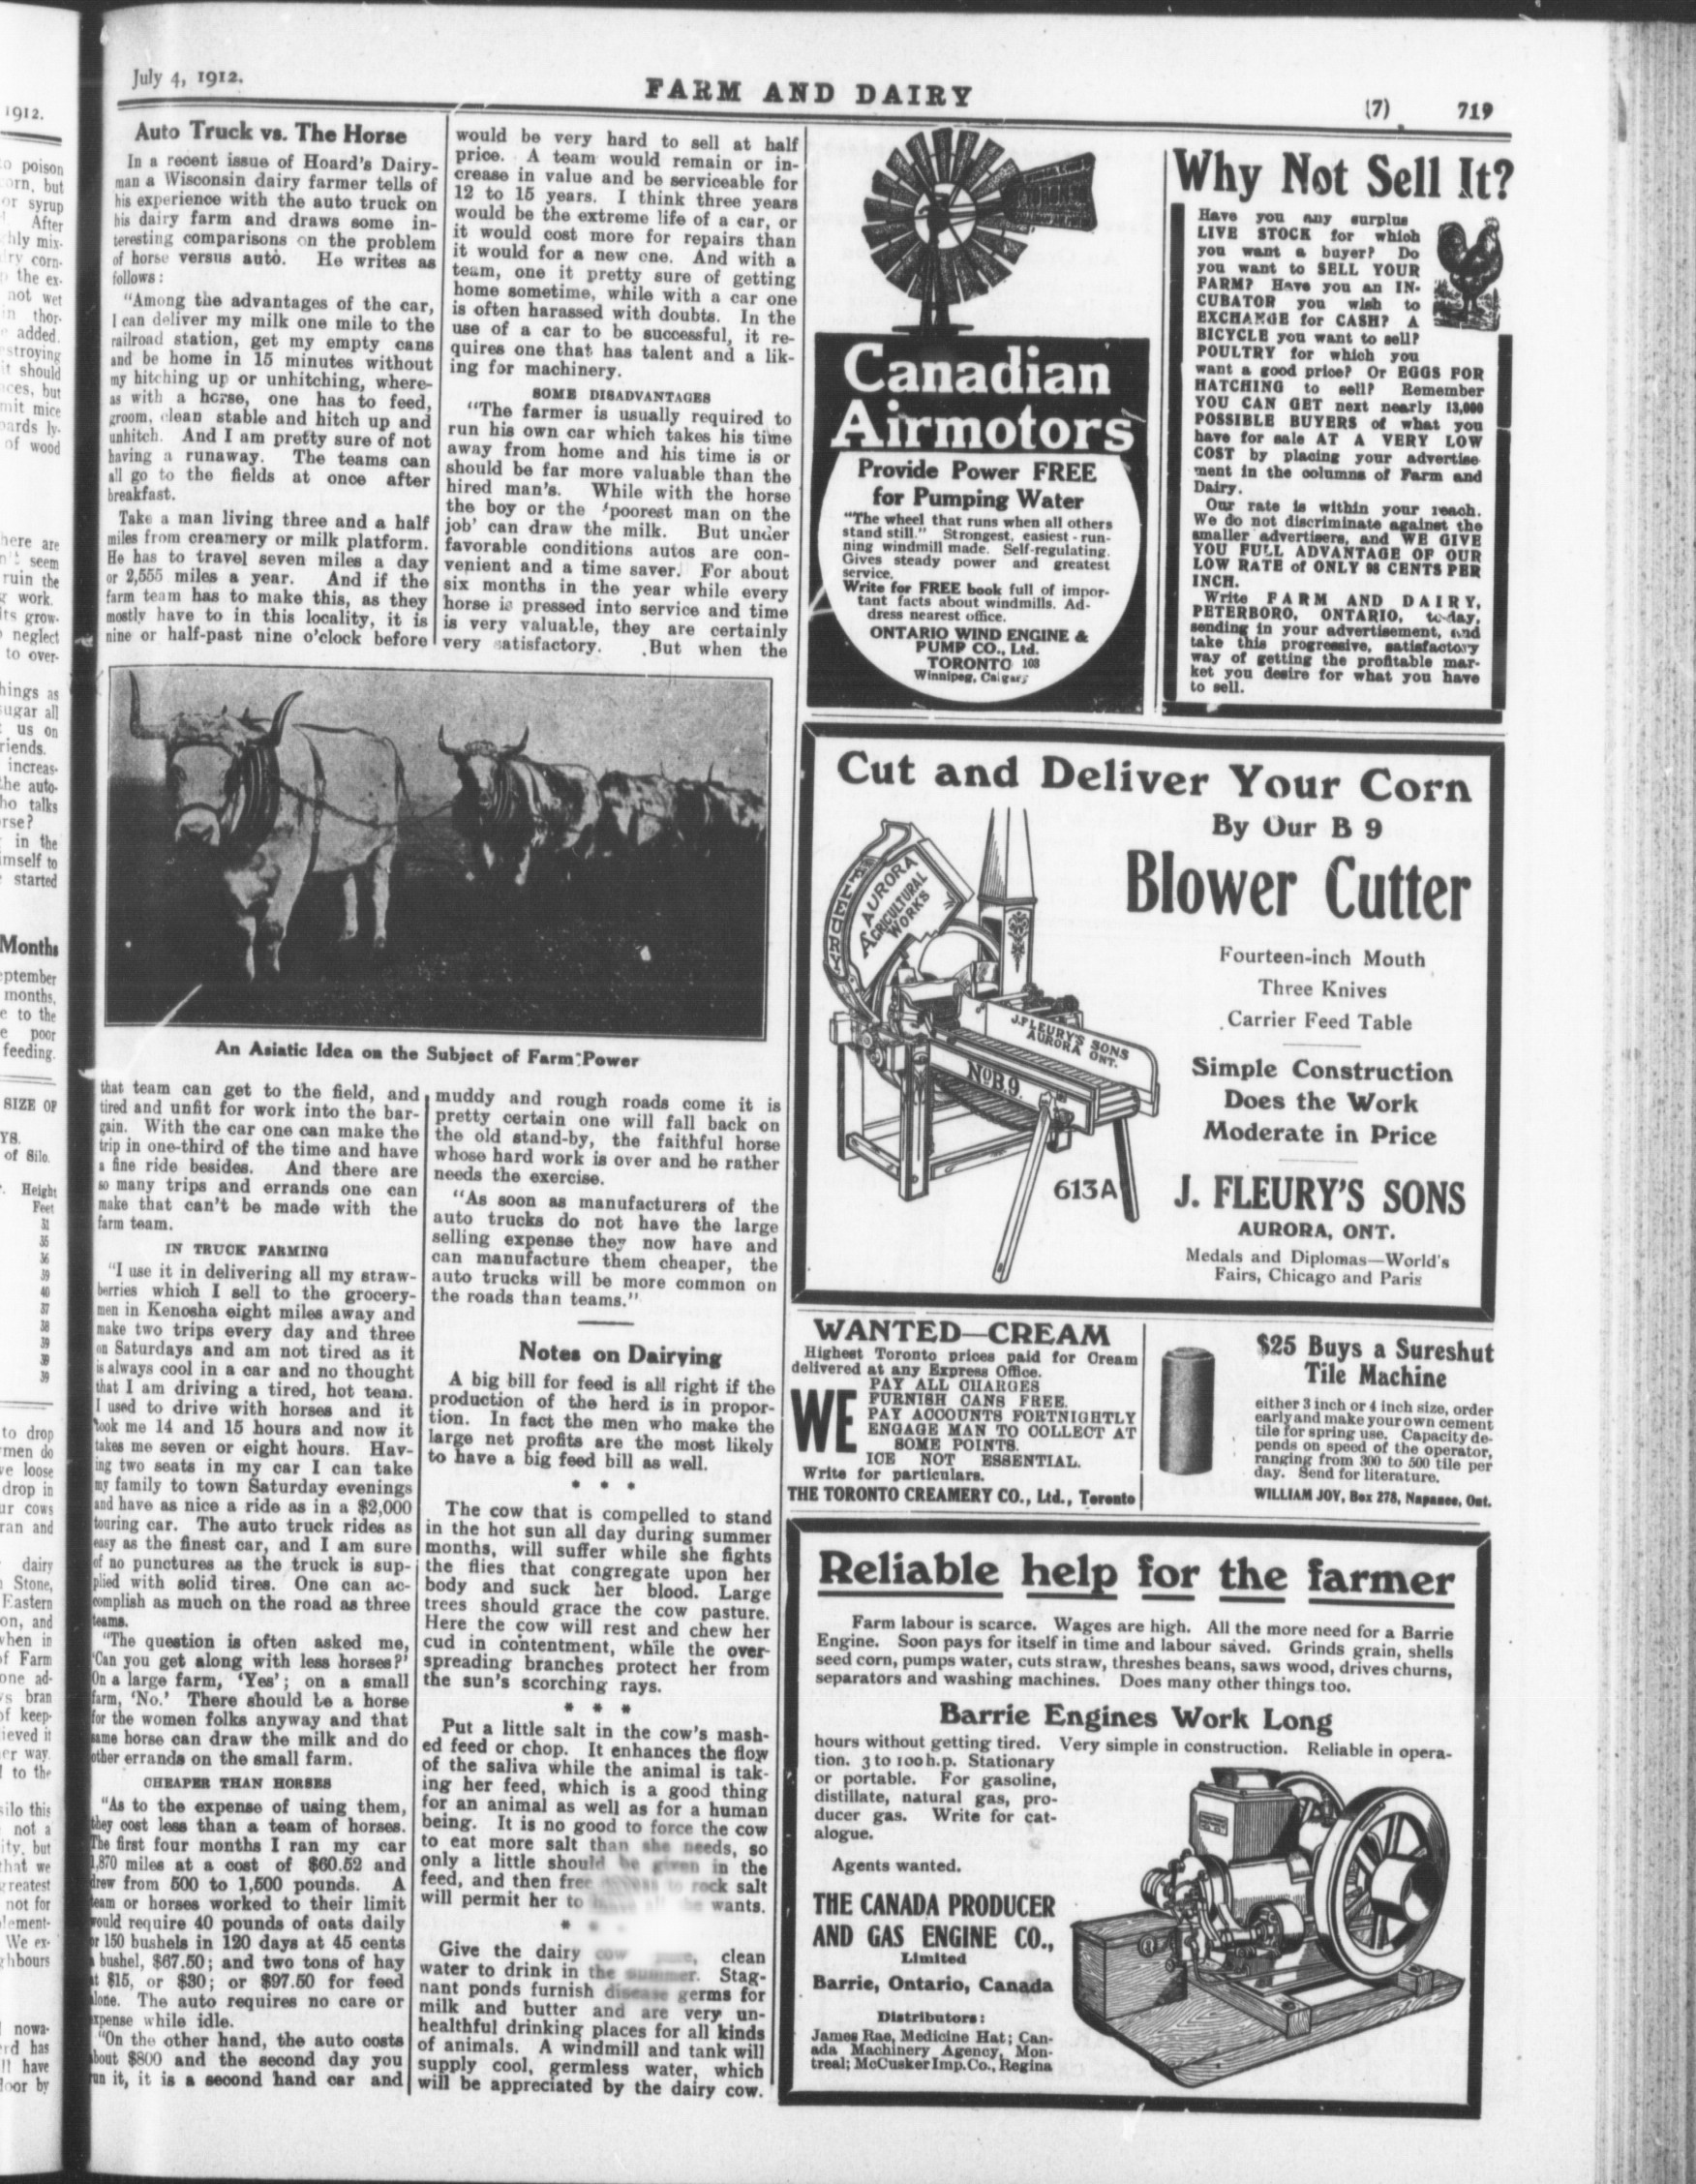 July 4, 1912.
FARM AND DAIRY
(7)
719
Auto Truck vs. The Horse
In a recent issue of Hoard's Dairy-
man a Wisconsin dairy farmer tells of
his experience with the auto truck on
his dairy farm and draws some in-
teresting comparisons on the problem
of horse versus auto. He writes as
follows:
"Among the advantages of the car,
I can deliver my milk one mile to the
railroad station, get my empty cans
and be home in 15 minutes without
my hitching up or unhitching, where-
as with a horse, one has to feed,
groom, clean stable and hitch up and
unhitch. And I am pretty sure of not
having a runaway. The teams can
all go to the fields at once after
breakfast.
Take a man living three and a half
miles from creamery or milk platform.
He has to travel seven miles a day
or 2,555 miles a year. And if the
farm team has to make this, as they
mostly have to in this locality, it is
nine or half-past nine o'clock before
An Asiatic Idea on the Subject of Farm Power
that team can get to the field, and
tired and unfit for work into the bar-
gain. With the car one can make the
trip in one-third of the time and have
a fine ride besides. And there are
so many trips and errands one can
make that can't be made with the
farm team.
IN TRUCK FARMING
"I use it in delivering all my straw-
berries which I sell to the grocery-
men in Kenosha eight miles away and
make two trips every day and three
on Saturdays and am not tired as it
is always cool in a car and no thought
that I am driving a tired, hot team.
I used to drive with horses and it
took me 14 and 15 hours and now it
takes me seven or eight hours. Hav-
ing two seats in my car I can take
my family to town Saturday evenings
and have as nice a ride as in a $2,000
touring car. The auto truck rides as
easy as the finest car, and I am sure
of no punctures as the truck is sup-
plied with solid tires. One can ac-
complish as much on the road as three
teams.
"The question is often asked me,
'Can you get along with less horses?'
On a large farm, 'Yes'; on a small
farm, 'No.' There should be a horse
for the women folks anyway and that
same horse can draw the milk and do
other errands on the small farm.
CHEAPER THAN HORSES
"As to the expense of using them,
they cost less than a team of horses.
The first four months I ran my car
1,870 miles at a cost of $60.52 and
drew from 500 to 1,500 pounds. A
team or horses worked to their limit
would require 40 pounds of oats daily
or 150 bushels in 120 days at 45 cents
a bushel, $67.50; and two tons of hay
at $15, or $30; or $97.50 for feed
alone. The auto requires no care or
expense while idle.
"On the other hand, the auto costs
about $800 and the second day you
run it, it is a second hand car and
would be very hard to sell at half
price. A team would remain or in-
crease in value and be serviceable for
12 to 15 years. I think three years
would be the extreme life of a car, or
it would cost more for repairs than
it would for a new one. And with a
team, one it pretty sure of getting
home sometime, while with a car one
is often harassed with doubts. In the
use of a car to be successful, it re-
quires one that has talent and a lik-
ing for machinery.
SOME DISADVANTAGES
"The farmer is usually required to
run his own car which takes his time
away from home and his time is or
should be far more valuable than the
hired man's. While with the horse
the boy or the 'poorest man on the
job' can draw the milk. But under
favorable conditions autos are con-
venient and a time saver. For about
six months in the year while every
horse is pressed into service and time
is very valuable, they are certainly
very satisfactory. But when the
muddy and rough roads come it is
pretty certain one will fall back on
the old stand-by, the faithful horse
whose hard work is over and he rather
needs the exercise.
"As soon as manufacturers of the
auto trucks do not have the large
selling expense they now have and
can manufacture them cheaper, the
auto trucks will be more common on
the roads than teams."
Notes on Dairying
A big bill for feed is all right if the
production of the herd is in propor-
tion. In fact the men who make the
large net profits are the most likely
to have a big feed bill as well.
* * *
The cow that is compelled to stand
in the hot sun all day during summer
months, will suffer while she fights
the flies that congregate upon her
body and suck her blood. Large
trees should grace the cow pasture.
Here the cow will rest and chew her
cud in contentment, while the over-
spreading branches protect her from
the sun's scorching rays.
* * *
Put a little salt in the cow's mash-
ed feed or chop. It enhances the flow
of the saliva while the animal is tak-
ing her feed, which is a good thing
for an animal as well as for a human
being. It is no good to force the cow
to eat more salt than she needs, so
only a little should be given in the
feed, and then free access to rock salt
will permit her to wants.
* *
Give the dairy cow clean
water to drink in the summer. Stag-
nant ponds furnish disease germs for
milk and butter and are very un-
healthful drinking places for all kinds
of animals. A windmill and tank will
supply cool, germless water, which
will be appreciated by the dairy cow.
Canadian
Airmotors
Provide Power FREE
for Pumping Water
"The wheel that runs when all others
stand still." Strongest, easiest-run-
ning windmill made. Self-regulating.
Gives steady power and greatest
service.
Write for FREE book full of impor-
tant facts about windmills. Ad-
dress nearest office.
ONTARIO WIND ENGINE &
PUMP CO., Ltd.
TORONTO 103
Winnipeg, Calgary
Why Not Sell It?
Have you any surplus
LIVE STOCK for which
you want a buyer? Do
you want to SELL YOUR
FARM? Have you an IN-
CUBATOR you wish to
EXCHANGE for CASH? A
BICYCLE you want to sell?
POULTRY for which you
want a good price? Or EGGS FOR
HATCHING to sell? Remember
YOU CAN GET next nearly 13,000
POSSIBLE BUYERS of what you
have for sale AT A VERY LOW
COST by placing your advertise-
ment in the columns of Farm and
Dairy.
Our rate is within your reach.
We do not discriminate against the
smaller advertisers, and WE GIVE
YOU FULL ADVANTAGE OF OUR
LOW RATE of ONLY 98 CENTS PER
INCH.
Write FARM AND DAIRY,
PETERBORO, ONTARIO, to-day,
sending in your advertisement, and
take this progressive, satisfactory
way of getting the profitable mar-
ket you desire for what you have
to sell.
Cut and Deliver Your Corn
By Our B 9
Blower Cutter
Fourteen-inch Mouth
Three Knives
Carrier Feed Table
Simple Construction
Does the Work
Moderate in Price
J. FLEURY'S SONS
AURORA, ONT.
Medals and Diplomas—World's
Fairs, Chicago and Paris
FLEURY
AURORA
AGRICULTURAL
WORKS
J. FLEURY'S SONS
AURORA ONT.
No B9.
613A
WANTED—CREAM
Highest Toronto prices paid for Cream
delivered at any Express Office.
WE
PAY ALL CHARGES
FURNISH CANS FREE.
PAY ACCOUNTS FORTNIGHTLY
ENGAGE MAN TO COLLECT AT
SOME POINTS.
ICE NOT ESSENTIAL.
Write for particulars.
THE TORONTO CREAMERY CO., Ltd., Toronto
$25 Buys a Sureshut
Tile Machine
either 3 inch or 4 inch size, order
early and make your own cement
tile for spring use. Capacity de-
pends on speed of the operator,
ranging from 300 to 500 tile per
day. Send for literature.
WILLIAM JOY, Box 278, Napanee, Ont.
Reliable help for the farmer
Farm labour is scarce. Wages are high. All the more need for a Barrie
Engine. Soon pays for itself in time and labour saved. Grinds grain, shells
seed corn, pumps water, cuts straw, threshes beans, saws wood, drives churns,
separators and washing machines. Does many other things too.
Barrie Engines Work Long
hours without getting tired. Very simple in construction. Reliable in opera-
tion. 3 to 100 h.p. Stationary
or portable. For gasoline,
distillate, natural gas, pro-
ducer gas. Write for cat-
alogue.
Agents wanted.
THE CANADA PRODUCER
AND GAS ENGINE CO.,
Limited
Barrie, Ontario, Canada
Distributors:
James Rae, Medicine Hat; Can-
ada Machinery Agency, Mon-
treal; McCusker Imp. Co., Regina